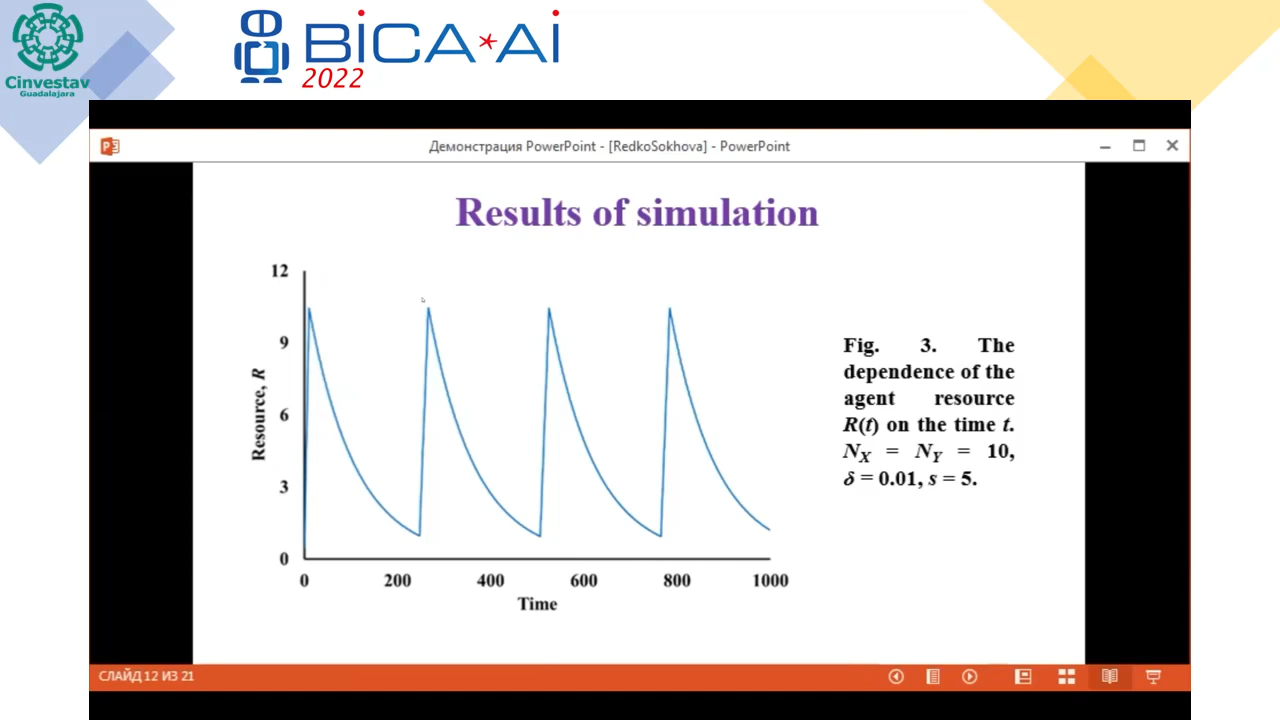 Cinvestav
Guadalajara
BiCA*Ai
2022
Демонстрация PowerPoint - [RedkoSokhova] - PowerPoint
Results of simulation
12
9
6
3
0
Resource, R
0 200 400 600 800 1000
Time
Fig. 3. The
dependence of the
agent resource
R(t) on the time t.
N_X = N_Y = 10,
δ = 0.01, s = 5.
СЛАЙД 12 ИЗ 21